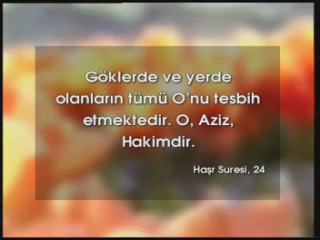 Göklerde ve yerde
olanların tümü O'nu tesbih
etmektedir. O, Aziz,
Hakimdir.
Haşr Suresi, 24